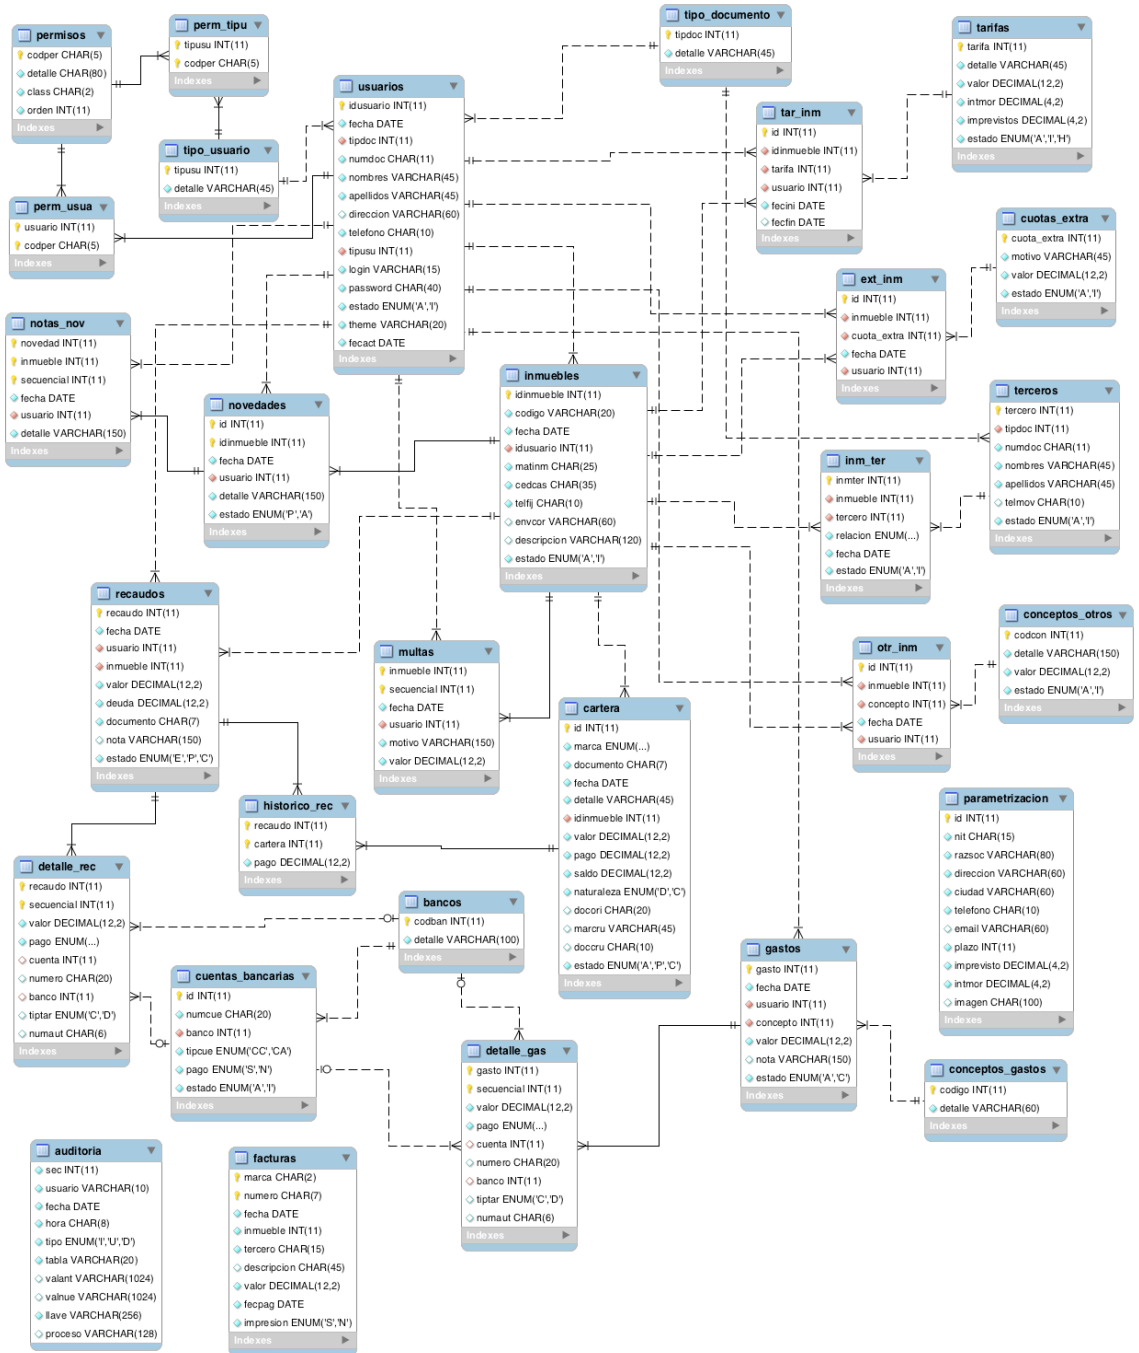 permisos
codper CHAR(5)
detalle CHAR(80)
class CHAR(2)
orden INT(11)
Indexes
perm_tipu
tipusu INT(11)
codper CHAR(5)
Indexes
tipo_usuario
tipusu INT(11)
detalle VARCHAR(45)
Indexes
perm_usua
usuario INT(11)
codper CHAR(5)
Indexes
usuarios
idusuario INT(11)
fecha DATE
tipdoc INT(11)
numdoc CHAR(11)
nombres VARCHAR(45)
apellidos VARCHAR(45)
direccion VARCHAR(60)
telefono CHAR(10)
tipusu INT(11)
login VARCHAR(15)
password CHAR(40)
estado ENUM('A','I')
theme VARCHAR(20)
fecact DATE
Indexes
tipo_documento
tipdoc INT(11)
detalle VARCHAR(45)
Indexes
tarifas
tarifa INT(11)
detalle VARCHAR(45)
valor DECIMAL(12,2)
intmor DECIMAL(4,2)
imprevistos DECIMAL(4,2)
estado ENUM('A','I','H')
Indexes
tar_inm
id INT(11)
idinmueble INT(11)
tarifa INT(11)
usuario INT(11)
fecini DATE
fecfin DATE
Indexes
cuotas_extra
cuota_extra INT(11)
motivo VARCHAR(45)
valor DECIMAL(12,2)
estado ENUM('A','I')
Indexes
ext_inm
id INT(11)
inmueble INT(11)
cuota_extra INT(11)
fecha DATE
usuario INT(11)
Indexes
notas_nov
novedad INT(11)
inmueble INT(11)
secuencial INT(11)
fecha DATE
usuario INT(11)
detalle VARCHAR(150)
Indexes
novedades
id INT(11)
idinmueble INT(11)
fecha DATE
usuario INT(11)
detalle VARCHAR(150)
estado ENUM('P','A')
Indexes
inmuebles
idinmueble INT(11)
codigo VARCHAR(20)
fecha DATE
idusuario INT(11)
matinm CHAR(25)
cedcas CHAR(35)
telfij CHAR(10)
envcor VARCHAR(60)
descripcion VARCHAR(120)
estado ENUM('A','I')
Indexes
terceros
tercero INT(11)
tipdoc INT(11)
numdoc CHAR(11)
nombres VARCHAR(45)
apellidos VARCHAR(45)
telmov CHAR(10)
estado ENUM('A','I')
Indexes
inm_ter
inmter INT(11)
inmueble INT(11)
tercero INT(11)
relacion ENUM(...)
fecha DATE
estado ENUM('A','I')
Indexes
recaudos
recaudo INT(11)
fecha DATE
usuario INT(11)
inmueble INT(11)
valor DECIMAL(12,2)
deuda DECIMAL(12,2)
documento CHAR(7)
nota VARCHAR(150)
estado ENUM('E','P','C')
Indexes
multas
inmueble INT(11)
secuencial INT(11)
fecha DATE
usuario INT(11)
motivo VARCHAR(150)
valor DECIMAL(12,2)
Indexes
conceptos_otros
codcon INT(11)
detalle VARCHAR(150)
valor DECIMAL(12,2)
estado ENUM('A','I')
Indexes
otr_inm
id INT(11)
inmueble INT(11)
concepto INT(11)
fecha DATE
usuario INT(11)
Indexes
cartera
id INT(11)
marca ENUM(...)
documento CHAR(7)
fecha DATE
detalle VARCHAR(45)
idinmueble INT(11)
valor DECIMAL(12,2)
pago DECIMAL(12,2)
saldo DECIMAL(12,2)
naturaleza ENUM('D','C')
docori CHAR(20)
marcru VARCHAR(45)
doccru CHAR(10)
estado ENUM('A','P','C')
Indexes
historico_rec
recaudo INT(11)
cartera INT(11)
pago DECIMAL(12,2)
Indexes
parametrizacion
id INT(11)
nit CHAR(15)
razsoc VARCHAR(80)
direccion VARCHAR(60)
ciudad VARCHAR(60)
telefono CHAR(10)
email VARCHAR(60)
plazo INT(11)
imprevisto DECIMAL(4,2)
intmor DECIMAL(4,2)
imagen CHAR(100)
Indexes
detalle_rec
recaudo INT(11)
secuencial INT(11)
valor DECIMAL(12,2)
pago ENUM(...)
cuenta INT(11)
numero CHAR(20)
banco INT(11)
tiptar ENUM('C','D')
numaut CHAR(6)
Indexes
bancos
codban INT(11)
detalle VARCHAR(100)
Indexes
cuentas_bancarias
id INT(11)
numcue CHAR(20)
banco INT(11)
tipcue ENUM('CC','CA')
pago ENUM('S','N')
estado ENUM('A','I')
Indexes
gastos
gasto INT(11)
fecha DATE
usuario INT(11)
concepto INT(11)
valor DECIMAL(12,2)
nota VARCHAR(150)
estado ENUM('A','C')
Indexes
detalle_gas
gasto INT(11)
secuencial INT(11)
valor DECIMAL(12,2)
pago ENUM(...)
cuenta INT(11)
numero CHAR(20)
banco INT(11)
tiptar ENUM('C','D')
numaut CHAR(6)
Indexes
conceptos_gastos
codigo INT(11)
detalle VARCHAR(60)
Indexes
auditoria
sec INT(11)
usuario VARCHAR(10)
fecha DATE
hora CHAR(8)
tipo ENUM('I','U','D')
tabla VARCHAR(20)
valant VARCHAR(1024)
valnue VARCHAR(1024)
llave VARCHAR(256)
proceso VARCHAR(128)
facturas
marca CHAR(2)
numero CHAR(7)
fecha DATE
inmueble INT(11)
tercero CHAR(15)
descripcion CHAR(45)
valor DECIMAL(12,2)
fecpag DATE
impresion ENUM('S','N')
Indexes